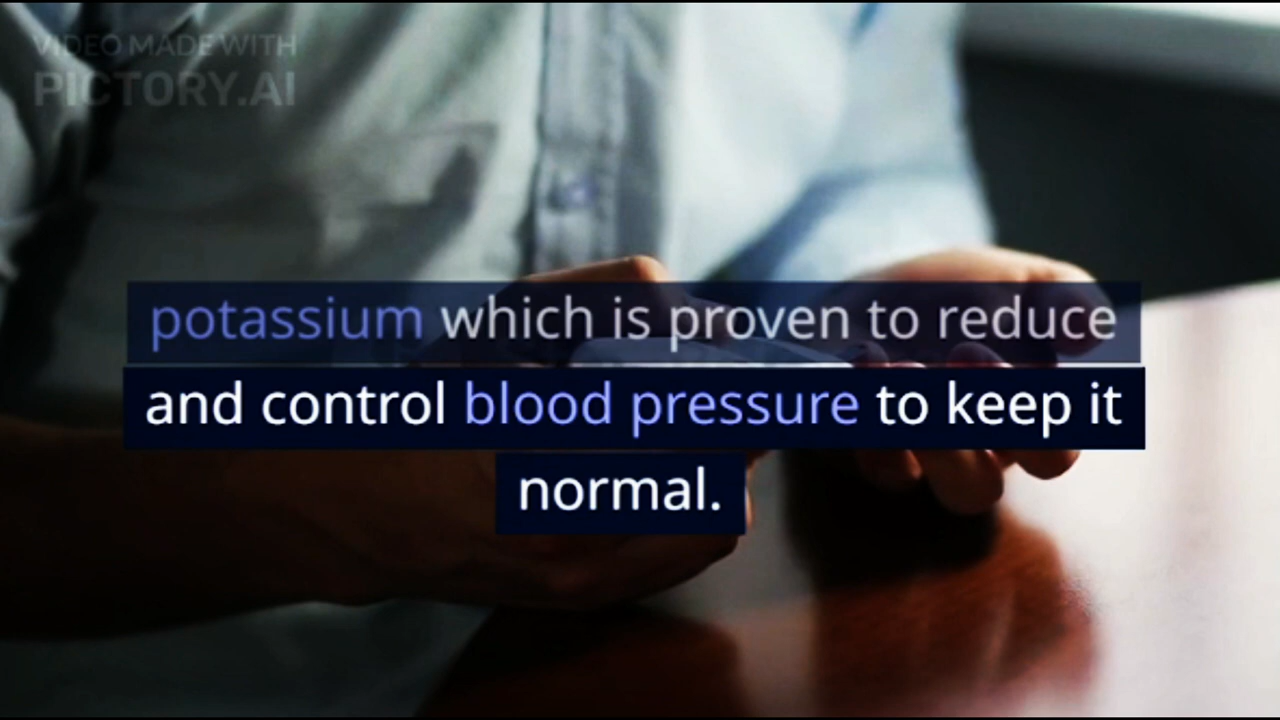 VIDEO MADE WITH
PICTORY.AI
potassium which is proven to reduce
and control blood pressure to keep it
normal.